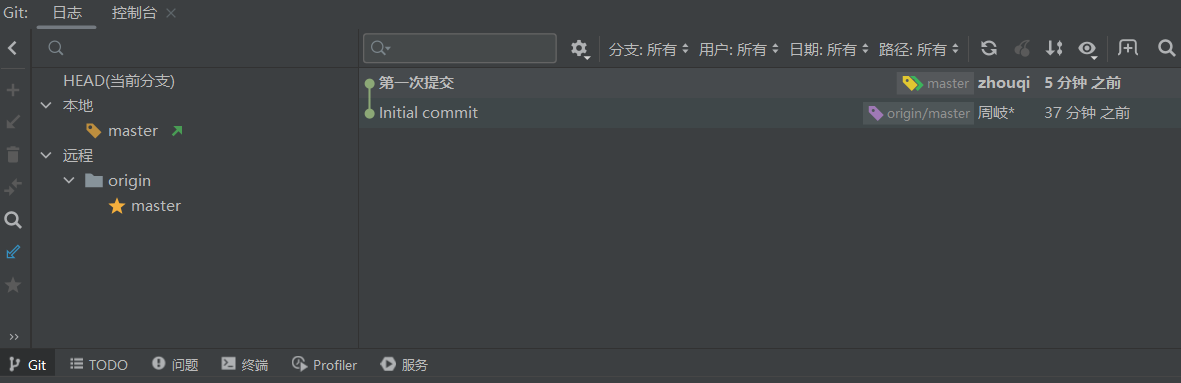 Git: 日志 控制台
分支: 所有 用户: 所有 日期: 所有 路径: 所有
HEAD(当前分支)
本地
master
远程
origin
master
第一次提交 master zhouqi 5 分钟 之前
Initial commit origin/master 周岐* 37 分钟 之前
Git TODO 问题 终端 Profiler 服务